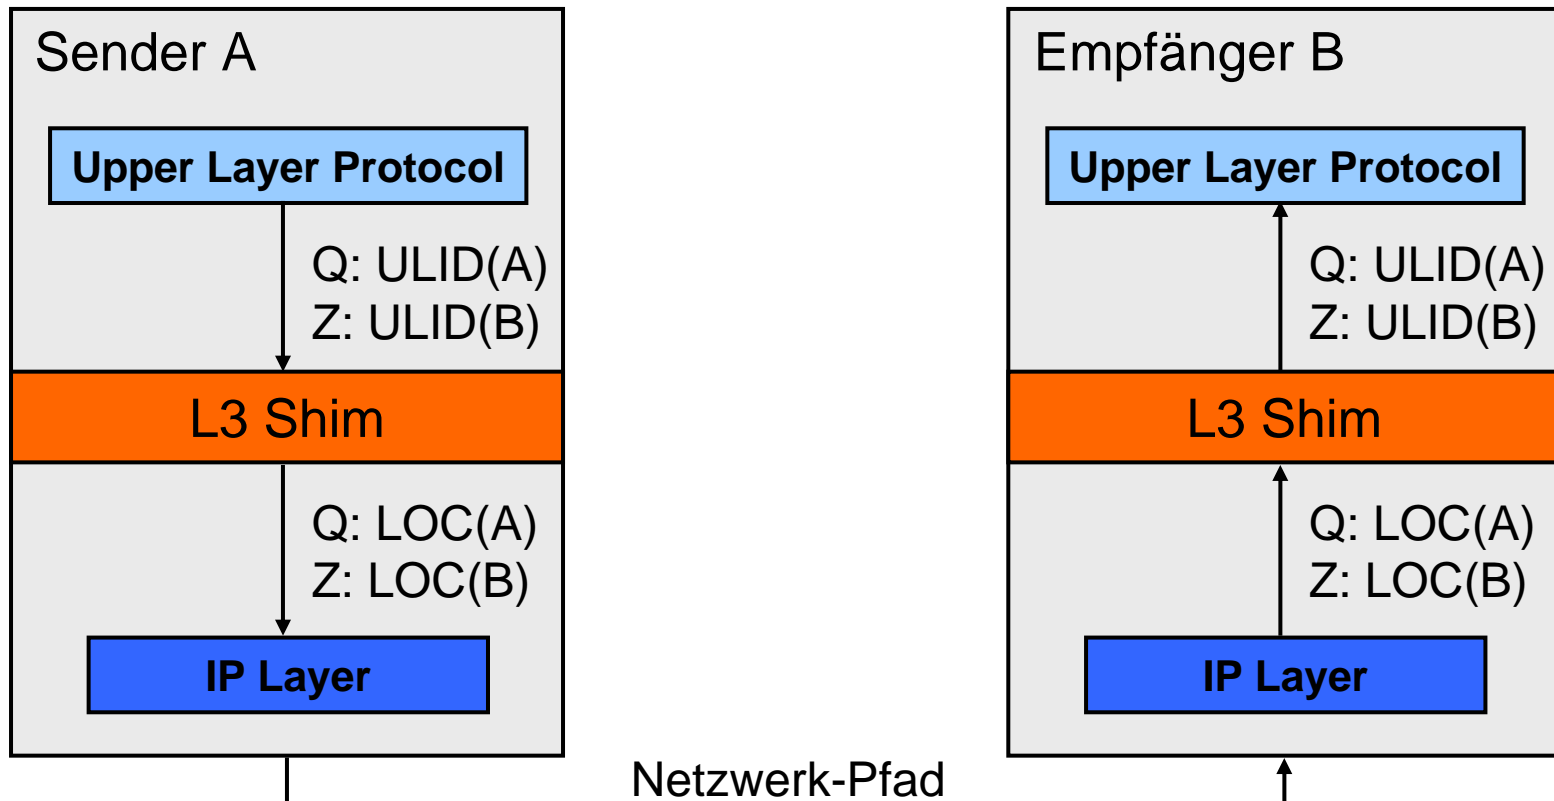 Sender A
Upper Layer Protocol
Q: ULID(A)
Z: ULID(B)
L3 Shim
Q: LOC(A)
Z: LOC(B)
IP Layer
Empfänger B
Upper Layer Protocol
Q: ULID(A)
Z: ULID(B)
L3 Shim
Q: LOC(A)
Z: LOC(B)
IP Layer
Netzwerk-Pfad